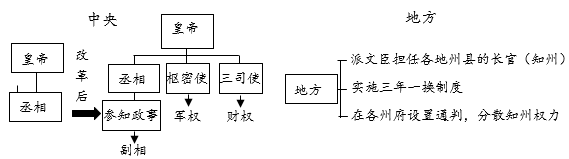 中央
皇帝
丞相
改革后
皇帝
丞相
枢密使
三司使
参知政事
军权
财权
副相
地方
地方
派文臣担任各地州县的长官（知州）
实施三年一换制度
在各州府设置通判，分散知州权力